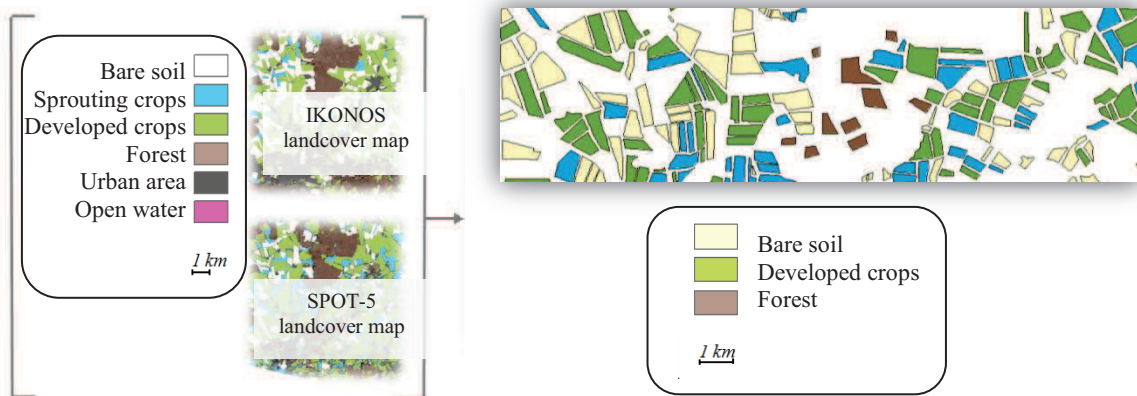 Bare soil
Sprouting crops
Developed crops
Forest
Urban area
Open water
1 km
IKONOS
landcover map
SPOT-5
landcover map
Bare soil
Developed crops
Forest
1 km